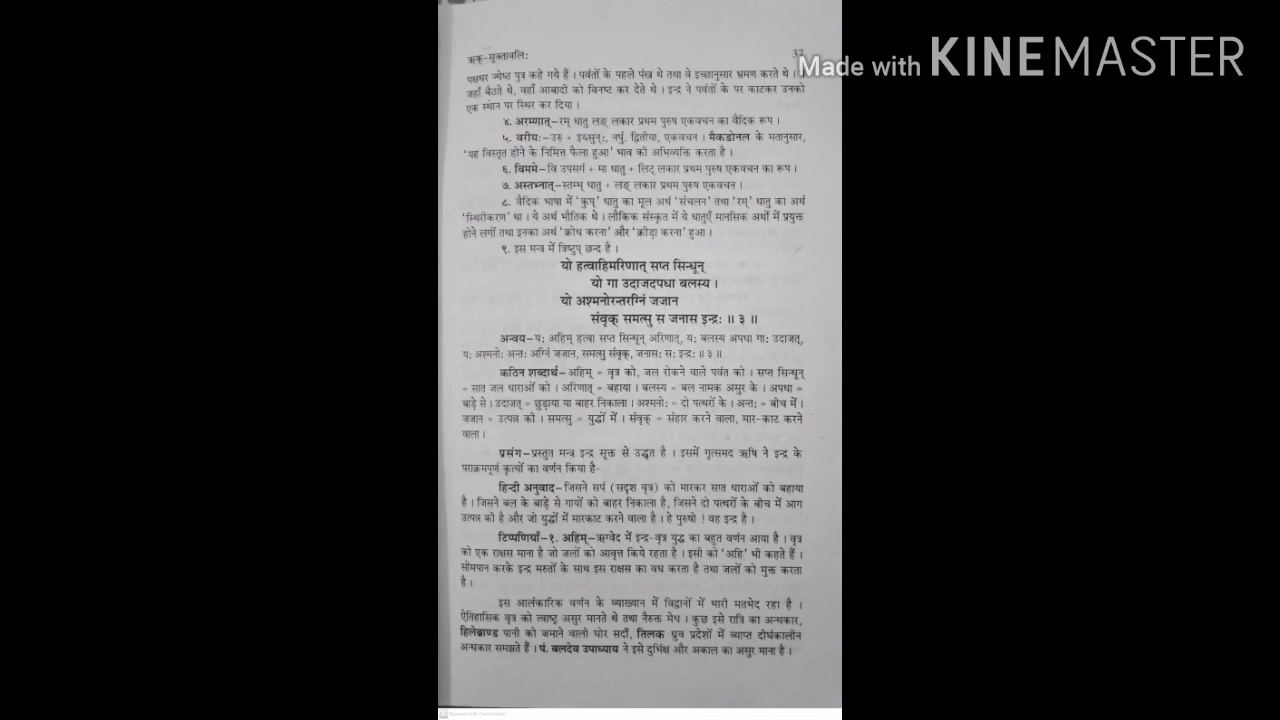 ऋक्-सूक्तावलिः 37
Made with KINEMASTER
पक्षधर ज्येष्ठ पुत्र कहे गये हैं । पर्वतों के पहले पंख थे तथा वे इच्छानुसार भ्रमण करते थे ।
जहाँ बैठते थे, वहाँ आबादी को विनष्ट कर देते थे । इन्द्र ने पर्वतों के पर काटकर उनको
एक स्थान पर स्थिर कर दिया ।
४. अरम्णात्–रम् धातु लङ् लकार प्रथम पुरुष एकवचन का वैदिक रूप ।
५. वरीयः–उरु + इय्सुन्:, नपुं. द्वितीया, एकवचन । मैकडोनल के मतानुसार,
'यह विस्तृत होने के निमित्त फैला हुआ' भाव की अभिव्यक्ति करता है ।
६. विममे–वि उपसर्ग + मा धातु + लिट् लकार प्रथम पुरुष एकवचन का रूप ।
७. अस्तभ्नात्–स्तम्भ् धातु + लङ् लकार प्रथम पुरुष एकवचन ।
८. वैदिक भाषा में 'कुप्' धातु का मूल अर्थ 'संचलन' तथा 'रम्' धातु का अर्थ
'स्थिरीकरण' था । ये अर्थ भौतिक थे । लौकिक संस्कृत में ये धातुएँ मानसिक अर्थों में प्रयुक्त
होने लगीं तथा इनका अर्थ 'क्रोध करना' और 'क्रीड़ा करना' हुआ ।
९. इस मन्त्र में त्रिष्टुप् छन्द है ।
यो हत्वाहिमरिणात् सप्त सिन्धून्
यो गा उदाजदपधा बलस्य ।
यो अश्मनोरन्तरग्निं जजान
संवृक् समत्सु स जनास इन्द्रः ॥ ३ ॥
अन्वय–यः अहिम् हत्वा सप्त सिन्धून् अरिणात्, यः बलस्य अपधा गाः उदाजत्,
यः अश्मनोः अन्तः अग्निं जजान, समत्सु संवृक्, जनासः सः इन्द्रः ॥ ३ ॥
कठिन शब्दार्थ–अहिम् = वृत्र को, जल रोकने वाले पर्वत को । सप्त सिन्धून्
= सात जल धाराओं को । अरिणात् = बहाया । बलस्य = बल नामक असुर के । अपधा =
बाड़े से । उदाजत् = छुड़ाया या बाहर निकाला । अश्मनोः = दो पत्थरों के । अन्तः = बीच में ।
जजान = उत्पन्न की । समत्सु = युद्धों में । संवृक् = संहार करने वाला, मार-काट करने
वाला ।
प्रसंग–प्रस्तुत मन्त्र इन्द्र सूक्त से उद्धृत है । इसमें गृत्समद ऋषि ने इन्द्र के
पराक्रमपूर्ण कृत्यों का वर्णन किया है–
हिन्दी अनुवाद–जिसने सर्प (सदृश वृत्र) को मारकर सप्त धाराओं को बहाया
है । जिसने बल के बाड़े से गायों को बाहर निकाला है, जिसने दो पत्थरों के बीच में आग
उत्पन्न की है और जो युद्धों में मारकाट करने वाला है । हे पुरुषो ! वह इन्द्र है ।
टिप्पणियाँ–१. अहिम्–ऋग्वेद में इन्द्र-वृत्र युद्ध का बहुत वर्णन आया है । वृत्र
को एक राक्षस माना है जो जलों को आवृत्त किये रहता है । इसी को 'अहि' भी कहते हैं ।
सोमपान करके इन्द्र मरुतों के साथ इस राक्षस का वध करता है तथा जलों को मुक्त करता
है ।
इस आलंकारिक वर्णन के व्याख्यान में विद्वानों में भारी मतभेद रहा है ।
ऐतिहासिक वृत्र को त्वाष्ट्र असुर मानते थे तथा नैरुक्त मेघ । कुछ इसे रात्रि का अन्धकार,
हिलेब्राण्ड पानी को जमाने वाली घोर सर्दी, तिलक ध्रुव प्रदेशों में व्याप्त दीर्घकालीन
अन्धकार समझते हैं । पं. बलदेव उपाध्याय ने इसे दुर्भिक्ष और अकाल का असुर माना है ।